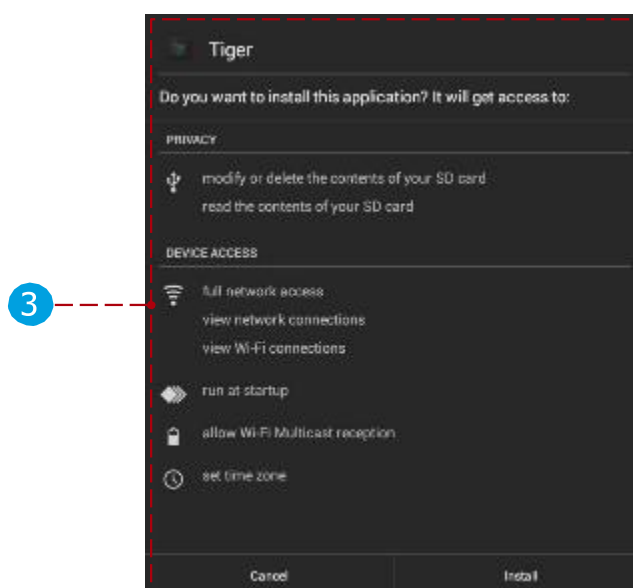 Tiger
Do you want to install this application? It will get access to:
PRIVACY
modify or delete the contents of your SD card
read the contents of your SD card
DEVICE ACCESS
3
full network access
view network connections
view Wi-Fi connections
run at startup
allow Wi-Fi Multicast reception
set time zone
Cancel Install